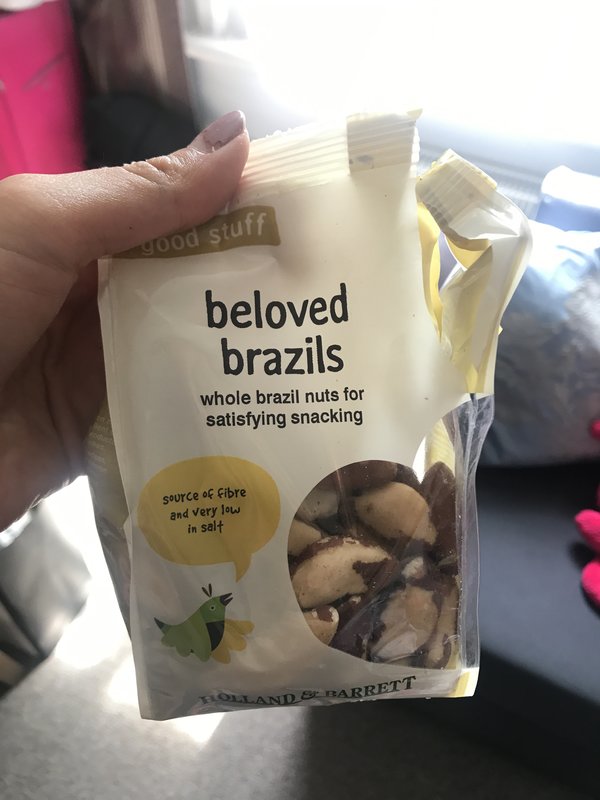 good stuff
beloved
brazils
whole brazil nuts for
satisfying snacking
source of fibre
and very low
in salt
HOLLAND & BARRETT